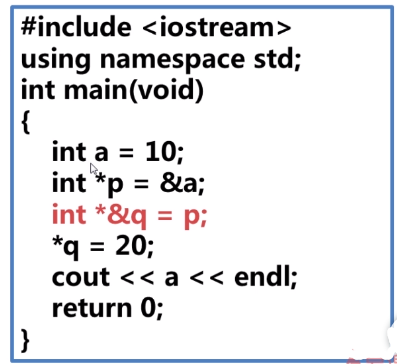 #include <iostream>
using namespace std;
int main(void)
{
int a = 10;
int *p = &a;
int *&q = p;
*q = 20;
cout << a << endl;
return 0;
}